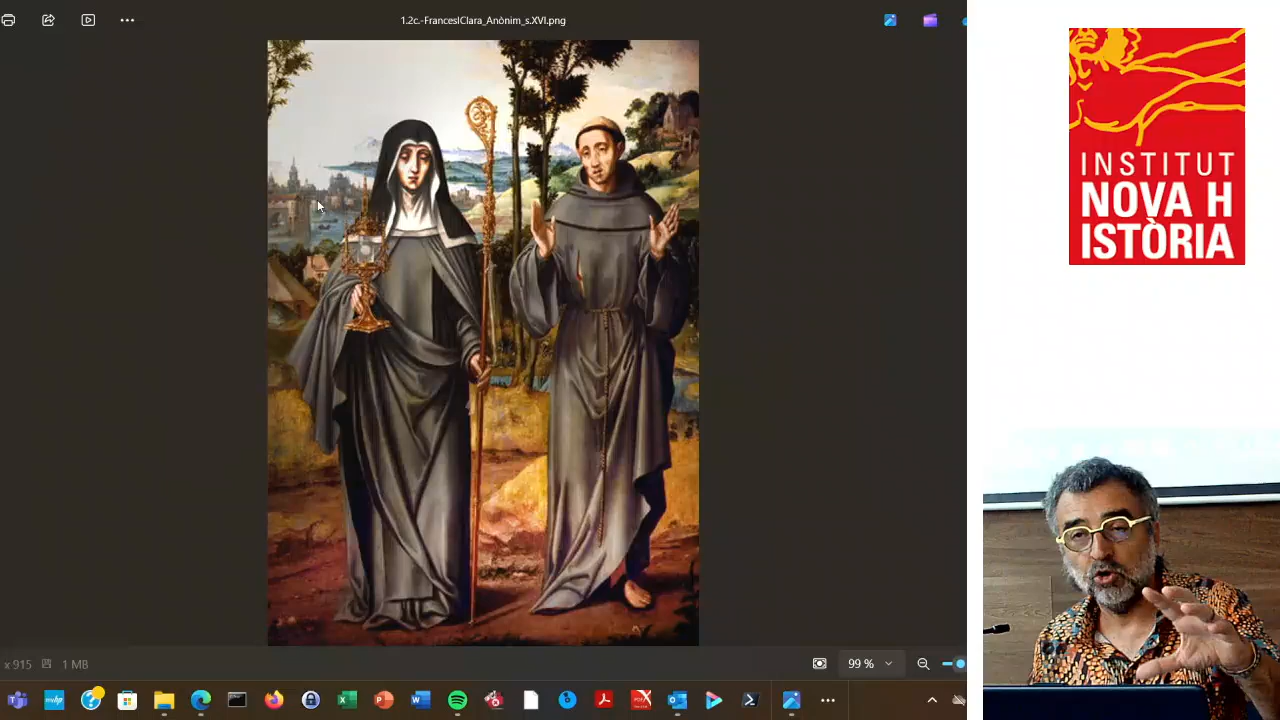 1.2c.-FrancesIClara_Anònim_s.XVI.png
INSTITUT
NOVA H
ISTÒRIA
x 915 1 MB
99 %